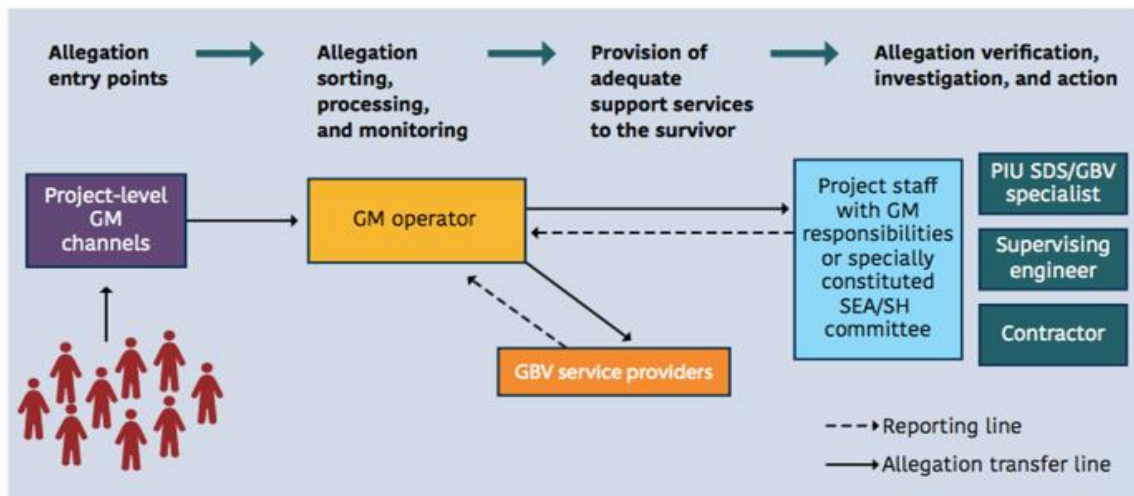 Allegation
entry points
Allegation
sorting,
processing,
and monitoring
Provision of
adequate
support services
to the survivor
Allegation verification,
investigation, and action
Project-level
GM
channels
GM operator
Project staff
with GM
responsibilities
or specially
constituted
SEA/SH
committee
PIU SDS/GBV
specialist
Supervising
engineer
Contractor
GBV service providers
Reporting line
Allegation transfer line